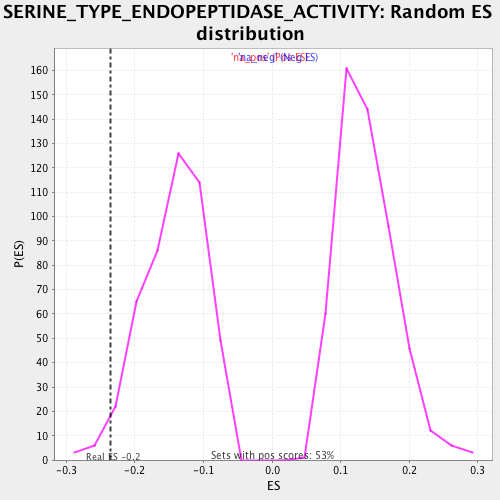 SERINE_TYPE_ENDOPEPTIDASE_ACTIVITY: Random ES
distribution
160
150
140
130
120
110
100
90
80
70
60
50
40
30
20
10
0
P(ES)
Real ES -0.2
Sets with pos scores: 53%
-0.3 -0.2 -0.1 0.0 0.1 0.2 0.3
ES